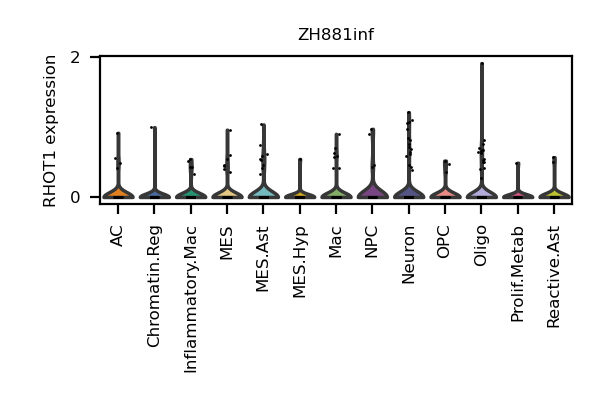 ZH881inf
RHOT1 expression
2
0
AC
Chromatin.Reg
Inflammatory.Mac
MES
MES.Ast
MES.Hyp
Mac
NPC
Neuron
OPC
Oligo
Prolif.Metab
Reactive.Ast